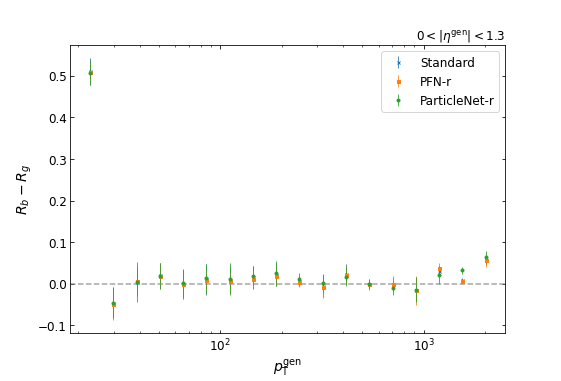 0 < |η^gen| < 1.3
Standard
PFN-r
ParticleNet-r
R_b − R_g
0.5
0.4
0.3
0.2
0.1
0.0
−0.1
10^2
10^3
p_T^gen